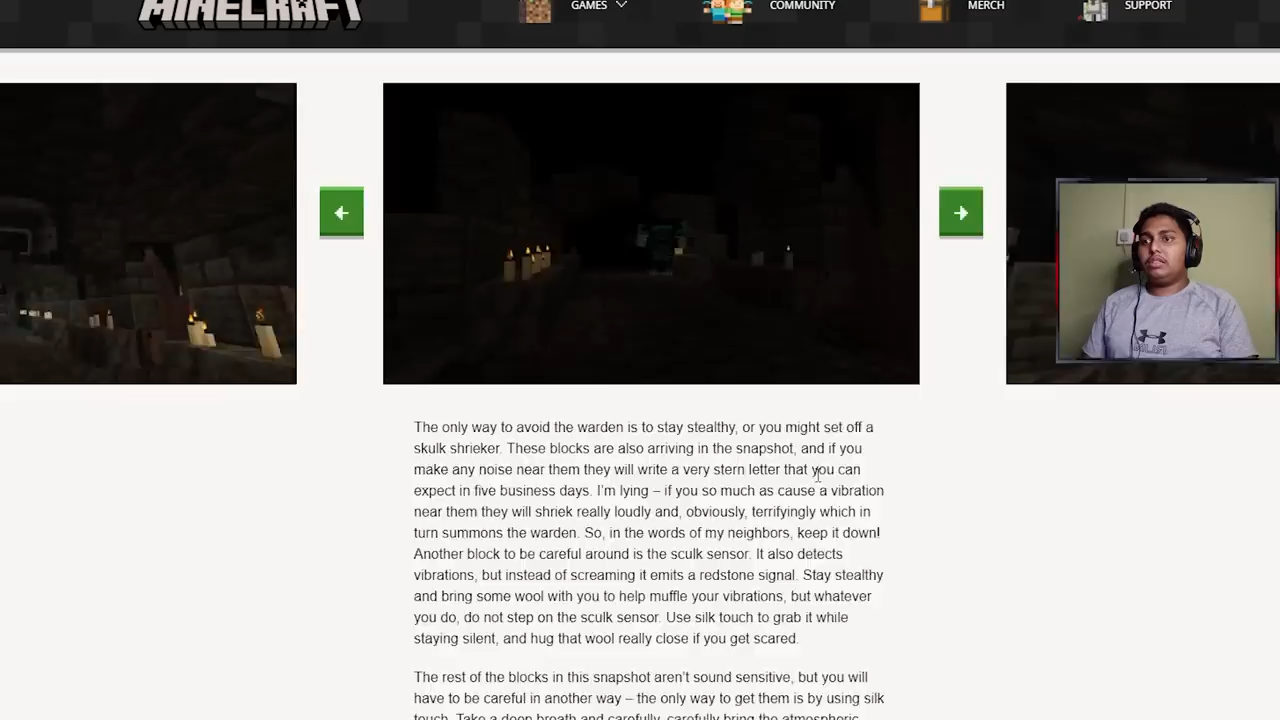 MINECRAFT
GAMES
COMMUNITY
MERCH
SUPPORT
The only way to avoid the warden is to stay stealthy, or you might set off a
skulk shrieker. These blocks are also arriving in the snapshot, and if you
make any noise near them they will write a very stern letter that you can
expect in five business days. I’m lying – if you so much as cause a vibration
near them they will shriek really loudly and, obviously, terrifyingly which in
turn summons the warden. So, in the words of my neighbors, keep it down!
Another block to be careful around is the sculk sensor. It also detects
vibrations, but instead of screaming it emits a redstone signal. Stay stealthy
and bring some wool with you to help muffle your vibrations, but whatever
you do, do not step on the sculk sensor. Use silk touch to grab it while
staying silent, and hug that wool really close if you get scared.
The rest of the blocks in this snapshot aren’t sound sensitive, but you will
have to be careful in another way – the only way to get them is by using silk
touch. Take a deep breath and carefully, carefully bring the atmospheric